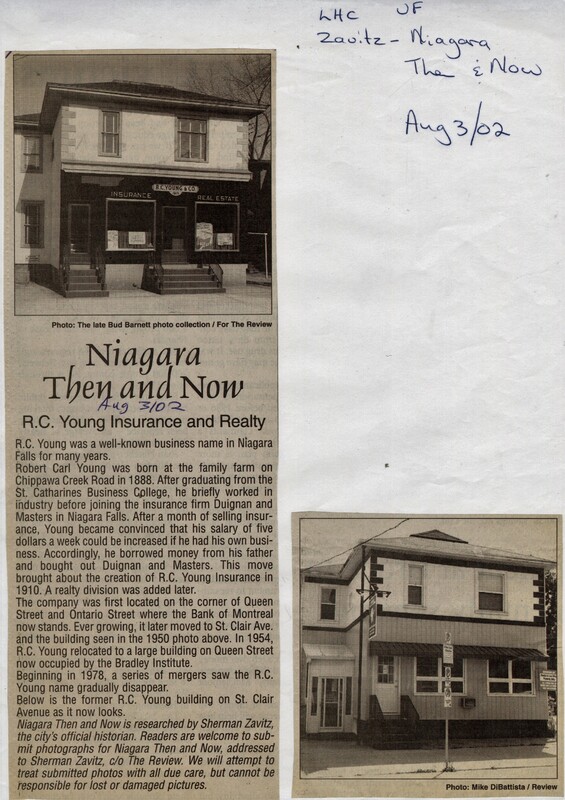 LHC VF
Zavitz - Niagara
The & Now
Aug 3/02
INSURANCE
R.C. YOUNG & CO
REAL ESTATE
Photo: The late Bud Barnett photo collection / For The Review
Niagara
Then and Now
Aug 3/02
R.C. Young Insurance and Realty
R.C. Young was a well-known business name in Niagara
Falls for many years.
Robert Carl Young was born at the family farm on
Chippawa Creek Road in 1888. After graduating from the
St. Catharines Business College, he briefly worked in
industry before joining the insurance firm Duignan and
Masters in Niagara Falls. After a month of selling insur-
ance, Young became convinced that his salary of five
dollars a week could be increased if he had his own busi-
ness. Accordingly, he borrowed money from his father
and bought out Duignan and Masters. This move
brought about the creation of R.C. Young Insurance in
1910. A realty division was added later.
The company was first located on the corner of Queen
Street and Ontario Street where the Bank of Montreal
now stands. Ever growing, it later moved to St. Clair Ave.
and the building seen in the 1950 photo above. In 1954,
R.C. Young relocated to a large building on Queen Street
now occupied by the Bradley Institute.
Beginning in 1978, a series of mergers saw the R.C.
Young name gradually disappear.
Below is the former R.C. Young building on St. Clair
Avenue as it now looks.
Niagara Then and Now is researched by Sherman Zavitz,
the city's official historian. Readers are welcome to sub-
mit photographs for Niagara Then and Now, addressed
to Sherman Zavitz, c/o The Review. We will attempt to
treat submitted photos with all due care, but cannot be
responsible for lost or damaged pictures.
Photo: Mike DiBattista / Review